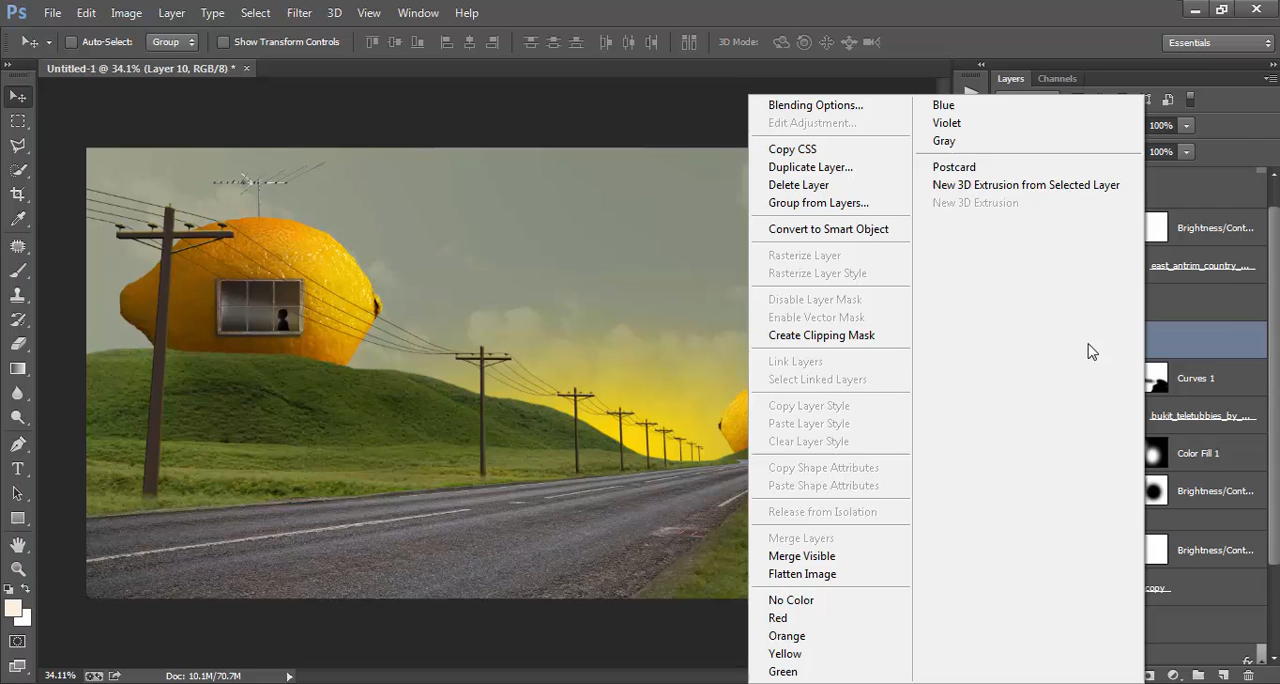 Ps File Edit Image Layer Type Select Filter 3D View Window Help
Auto-Select: Group Show Transform Controls 3D Mode: Essentials
Untitled-1 @ 34.1% (Layer 10, RGB/8) * ×
Layers Channels
100%
100%
Blending Options...
Edit Adjustment...
Copy CSS
Duplicate Layer...
Delete Layer
Group from Layers...
Convert to Smart Object
Rasterize Layer
Rasterize Layer Style
Disable Layer Mask
Enable Vector Mask
Create Clipping Mask
Link Layers
Select Linked Layers
Copy Layer Style
Paste Layer Style
Clear Layer Style
Copy Shape Attributes
Paste Shape Attributes
Release from Isolation
Merge Layers
Merge Visible
Flatten Image
No Color
Red
Orange
Yellow
Green
Blue
Violet
Gray
Postcard
New 3D Extrusion from Selected Layer
New 3D Extrusion
Brightness/Cont...
east_antrim_country_...
Curves 1
bukit_teletubbies_by_...
Color Fill 1
Brightness/Cont...
Brightness/Cont...
copy
fx
T
34.11% Doc: 10.1M/70.7M